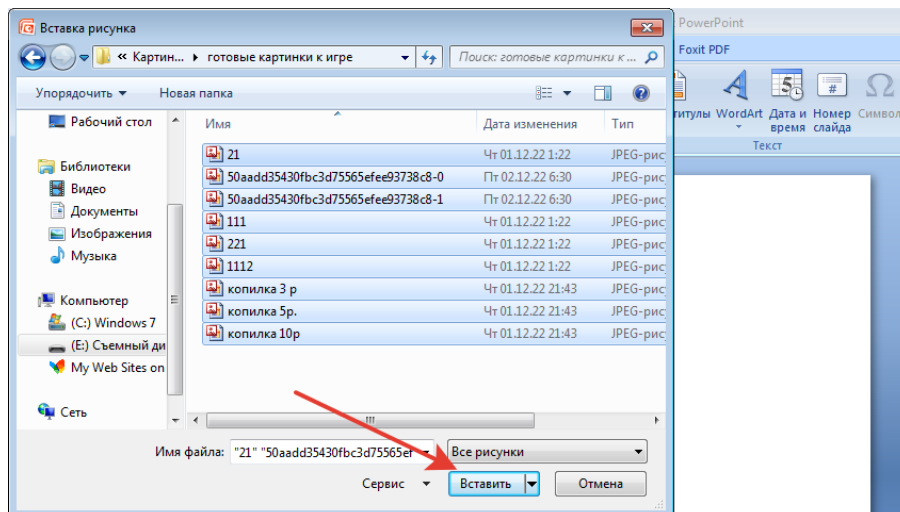 Вставка рисунка
PowerPoint
« Картин... ▸ готовые картинки к игре
Поиск: готовые картинки к ...
Foxit PDF
Упорядочить
Новая папка
WordArt Дата и время
Номер слайда
Символ
Текст
Рабочий стол
Библиотеки
Видео
Документы
Изображения
Музыка
Компьютер
(C:) Windows 7
(E:) Съемный ди
My Web Sites on
Сеть
Имя Дата изменения Тип
21 Чт 01.12.22 1:22 JPEG-рис
50aadd35430fbc3d75565efee93738c8-0 Пт 02.12.22 6:30 JPEG-рис
50aadd35430fbc3d75565efee93738c8-1 Пт 02.12.22 6:30 JPEG-рис
111 Чт 01.12.22 1:22 JPEG-рис
221 Чт 01.12.22 1:22 JPEG-рис
1112 Чт 01.12.22 1:22 JPEG-рис
копилка 3 р Чт 01.12.22 21:43 JPEG-рис
копилка 5р. Чт 01.12.22 21:43 JPEG-рис
копилка 10р Чт 01.12.22 21:43 JPEG-рис
Имя файла: "21" "50aadd35430fbc3d75565ef
Все рисунки
Сервис
Вставить
Отмена